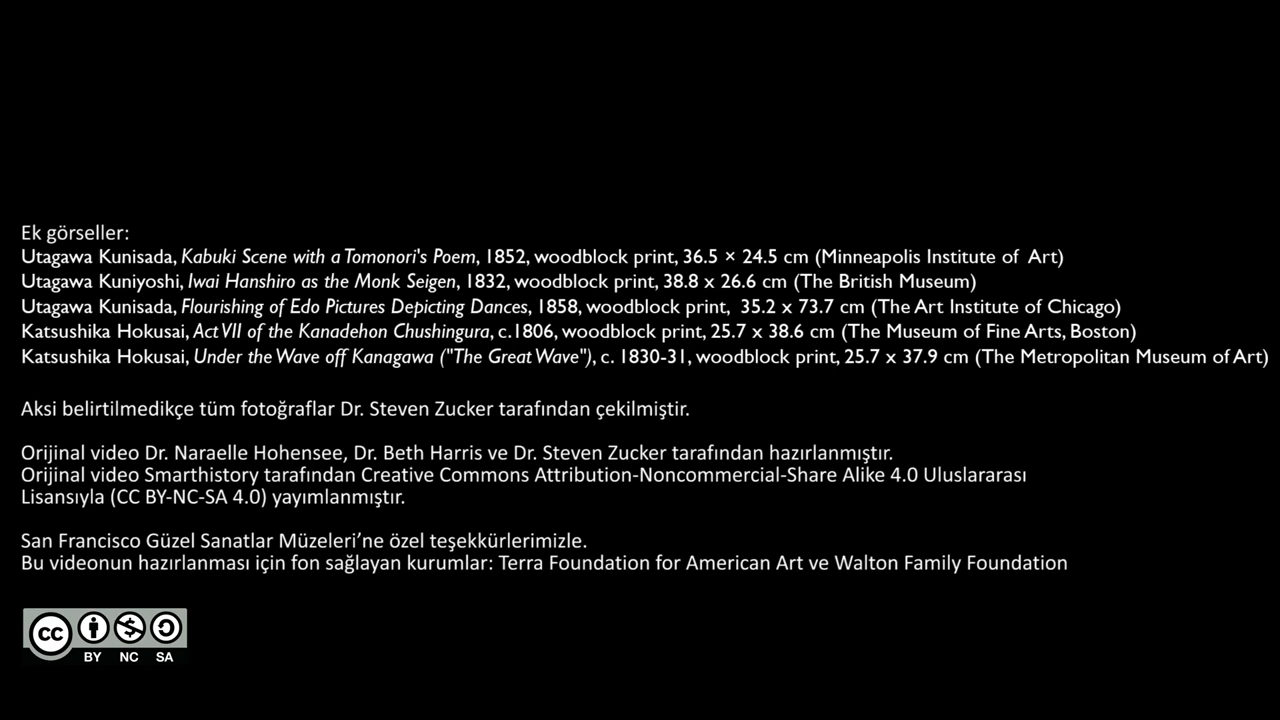 Ek görseller:
Utagawa Kunisada, Kabuki Scene with a Tomonori's Poem, 1852, woodblock print, 36.5 × 24.5 cm (Minneapolis Institute of Art)
Utagawa Kuniyoshi, Iwai Hanshiro as the Monk Seigen, 1832, woodblock print, 38.8 x 26.6 cm (The British Museum)
Utagawa Kunisada, Flourishing of Edo Pictures Depicting Dances, 1858, woodblock print, 35.2 x 73.7 cm (The Art Institute of Chicago)
Katsushika Hokusai, Act VII of the Kanadehon Chushingura, c.1806, woodblock print, 25.7 x 38.6 cm (The Museum of Fine Arts, Boston)
Katsushika Hokusai, Under the Wave off Kanagawa ("The Great Wave"), c. 1830-31, woodblock print, 25.7 x 37.9 cm (The Metropolitan Museum of Art)
Aksi belirtilmedikçe tüm fotoğraflar Dr. Steven Zucker tarafından çekilmiştir.
Orijinal video Dr. Naraelle Hohensee, Dr. Beth Harris ve Dr. Steven Zucker tarafından hazırlanmıştır.
Orijinal video Smarthistory tarafından Creative Commons Attribution-Noncommercial-Share Alike 4.0 Uluslararası
Lisansıyla (CC BY-NC-SA 4.0) yayımlanmıştır.
San Francisco Güzel Sanatlar Müzeleri’ne özel teşekkürlerimizle.
Bu videonun hazırlanması için fon sağlayan kurumlar: Terra Foundation for American Art ve Walton Family Foundation
cc
BY NC SA